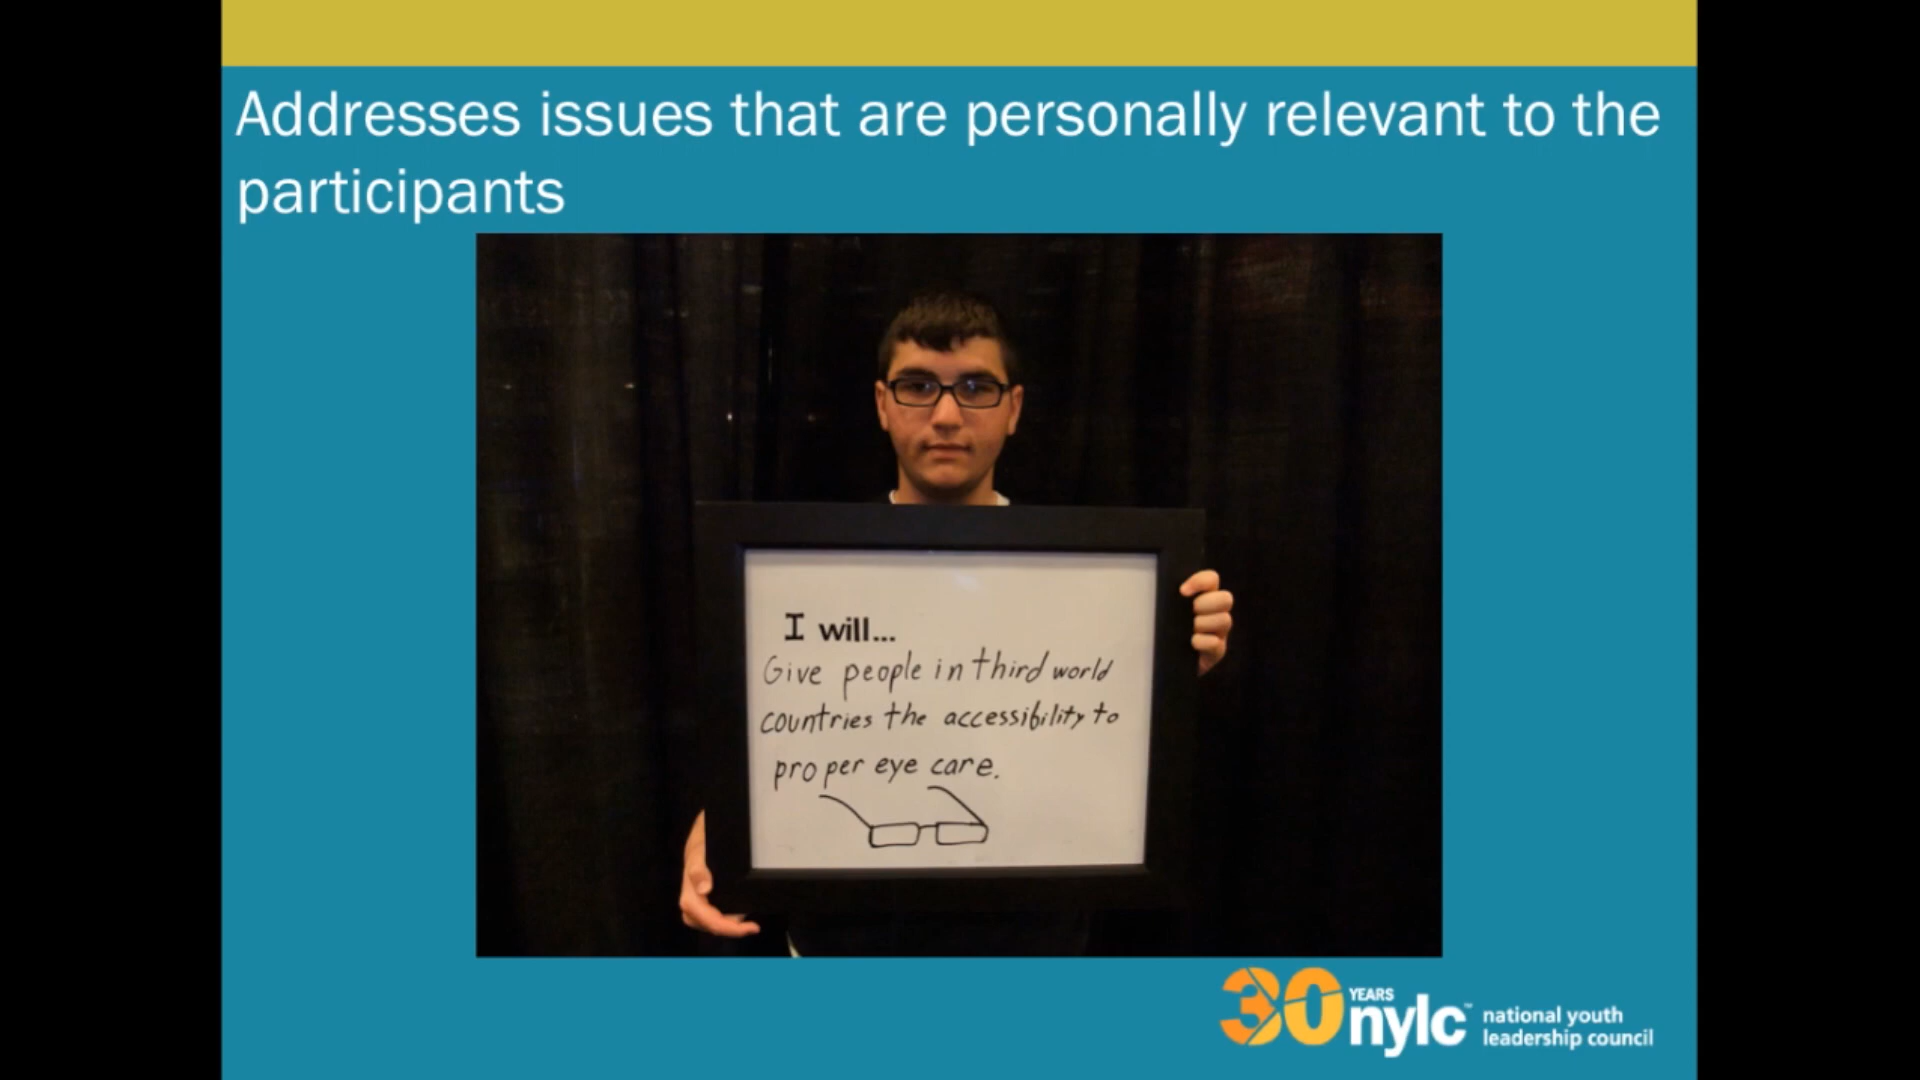 Addresses issues that are personally relevant to the
participants
I will...
Give people in third world
countries the accessibility to
proper eye care.
30 YEARS
nylc™
national youth
leadership council